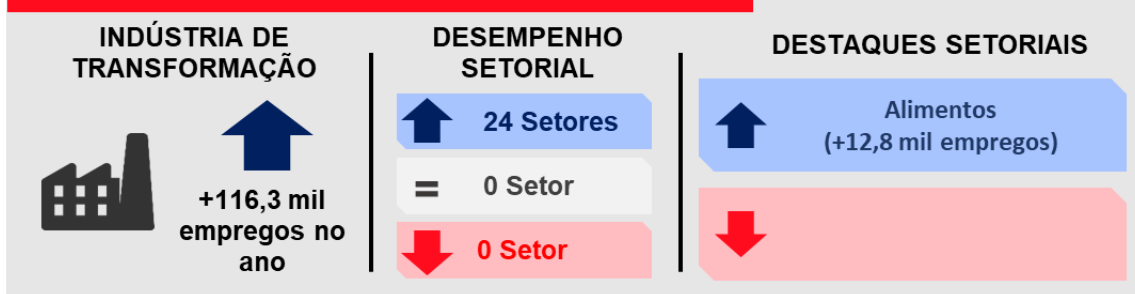 INDÚSTRIA DE
TRANSFORMAÇÃO
+116,3 mil
empregos no
ano
DESEMPENHO
SETORIAL
24 Setores
= 0 Setor
0 Setor
DESTAQUES SETORIAIS
Alimentos
(+12,8 mil empregos)